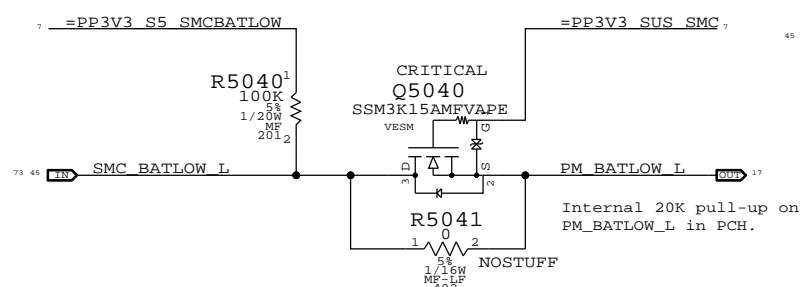 7 =PP3V3_S5_SMCBATLOW
=PP3V3_SUS_SMC 7
45
R5040 1
100K
5%
1/20W
MF
201 2
CRITICAL
Q5040
SSM3K15AMFVAPE
VESM
G 1
D
3
S
2
73 45 IN SMC_BATLOW_L
PM_BATLOW_L OUT 17
Internal 20K pull-up on
PM_BATLOW_L in PCH.
R5041
0
1 2
5%
1/16W
MF-LF
402
NOSTUFF